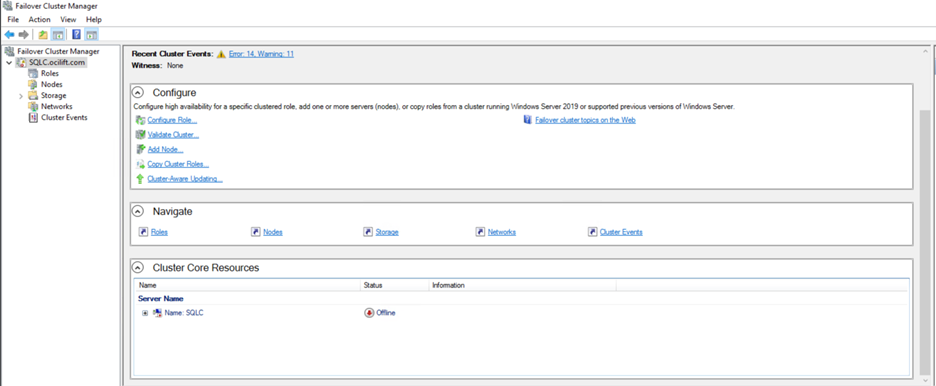 Failover Cluster Manager
File Action View Help
Failover Cluster Manager
SQLC.ocilift.com
Roles
Nodes
Storage
Networks
Cluster Events
Recent Cluster Events: Error: 14, Warning: 11
Witness: None
Configure
Configure high availability for a specific clustered role, add one or more servers (nodes), or copy roles from a cluster running Windows Server 2019 or supported previous versions of Windows Server.
Configure Role...
Failover cluster topics on the Web
Validate Cluster...
Add Node...
Copy Cluster Roles...
Cluster-Aware Updating...
Navigate
Roles Nodes Storage Networks Cluster Events
Cluster Core Resources
Name Status Information
Server Name
Name: SQLC Offline